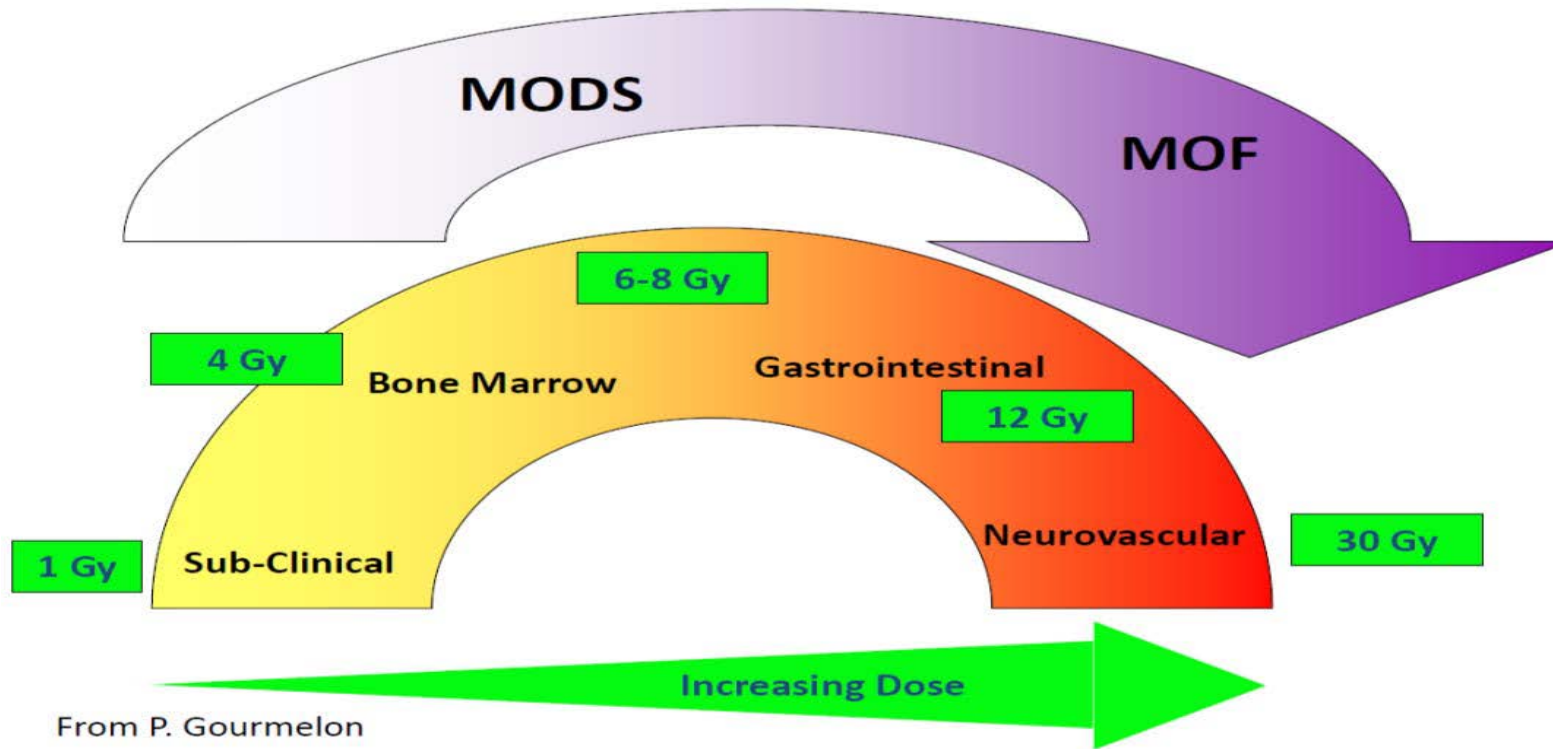 MODS
MOF
6-8 Gy
4 Gy
Bone Marrow
Gastrointestinal
12 Gy
Neurovascular
30 Gy
1 Gy
Sub-Clinical
Increasing Dose
From P. Gourmelon